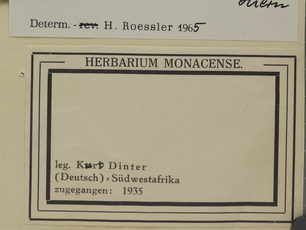 Determ. - rev. H. Roessler 1965
HERBARIUM MONACENSE.
leg. Kurt Dinter
(Deutsch) - Südwestafrika
zugegangen: 1935